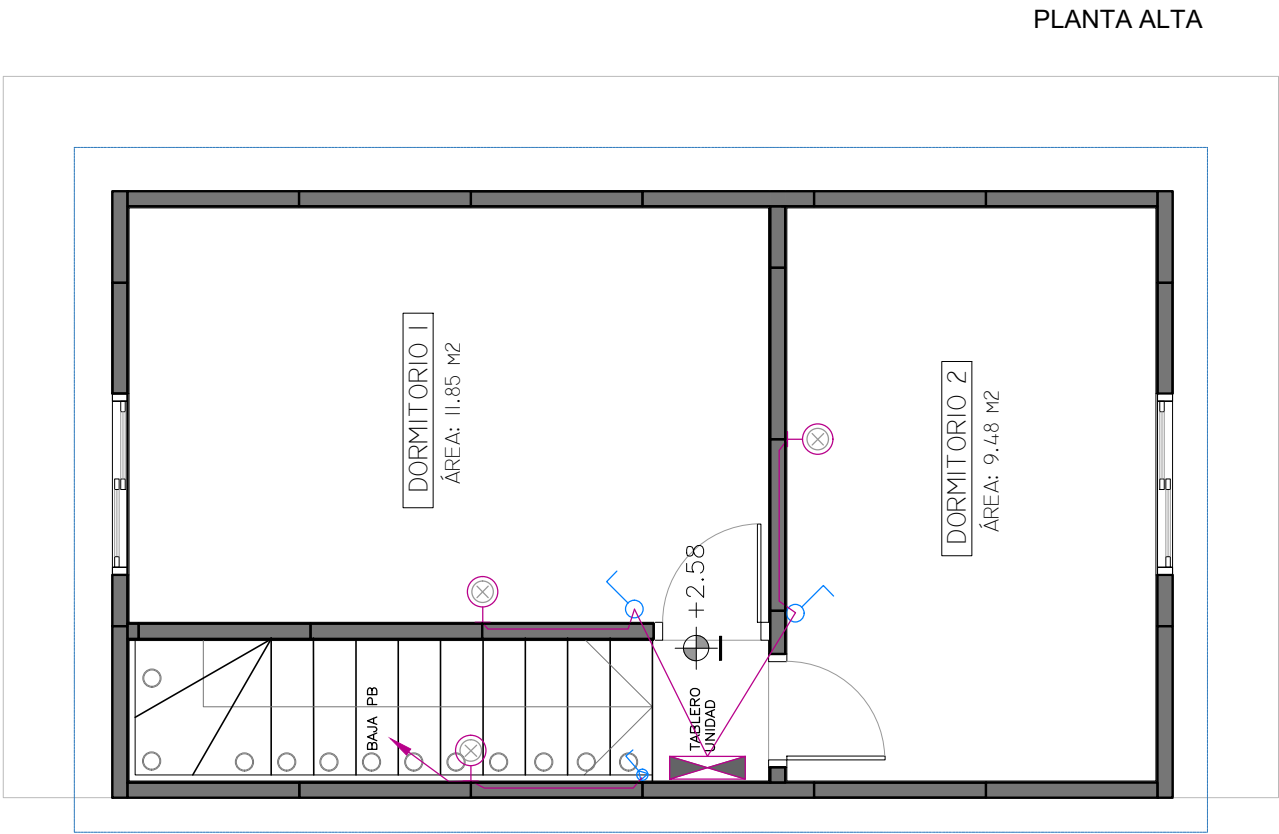 PLANTA ALTA
DORMITORIO 1
ÁREA: 11.85 M2
DORMITORIO 2
ÁREA: 9.48 M2
+2.58
BAJA PB
TABLERO
UNIDAD